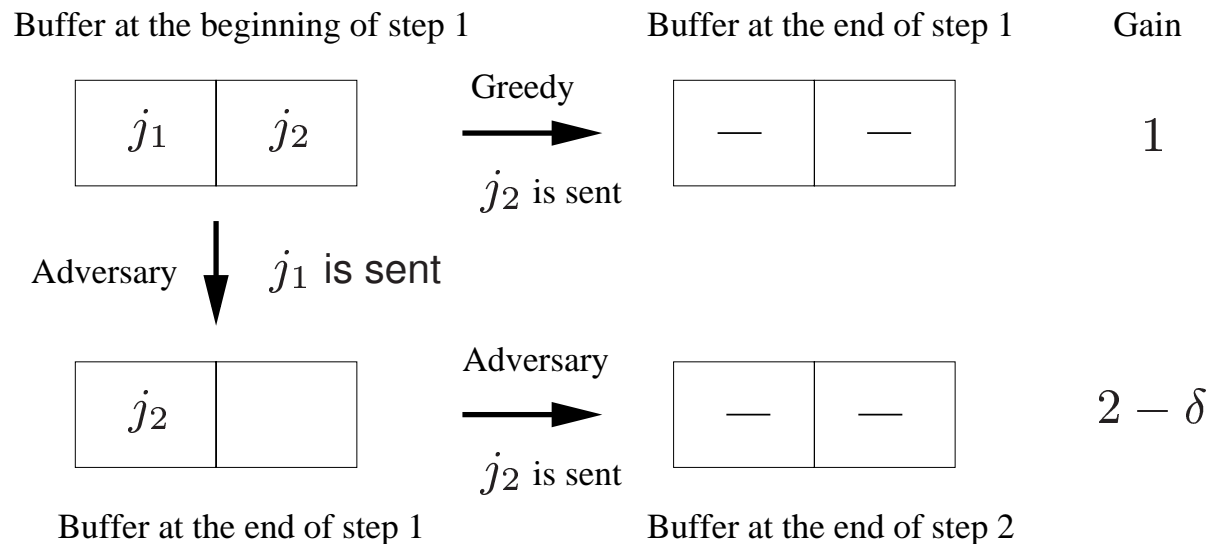 Buffer at the beginning of step 1
Buffer at the end of step 1
Gain
j₁
j₂
Greedy
j₂ is sent
—
—
1
Adversary
j₁ is sent
j₂
Adversary
j₂ is sent
—
—
2 − δ
Buffer at the end of step 1
Buffer at the end of step 2